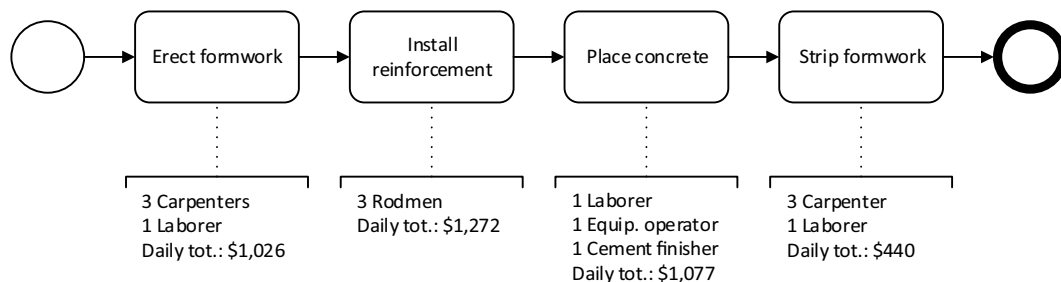 Erect formwork
Install
reinforcement
Place concrete
Strip formwork
3 Carpenters
1 Laborer
Daily tot.: $1,026
3 Rodmen
Daily tot.: $1,272
1 Laborer
1 Equip. operator
1 Cement finisher
Daily tot.: $1,077
3 Carpenter
1 Laborer
Daily tot.: $440